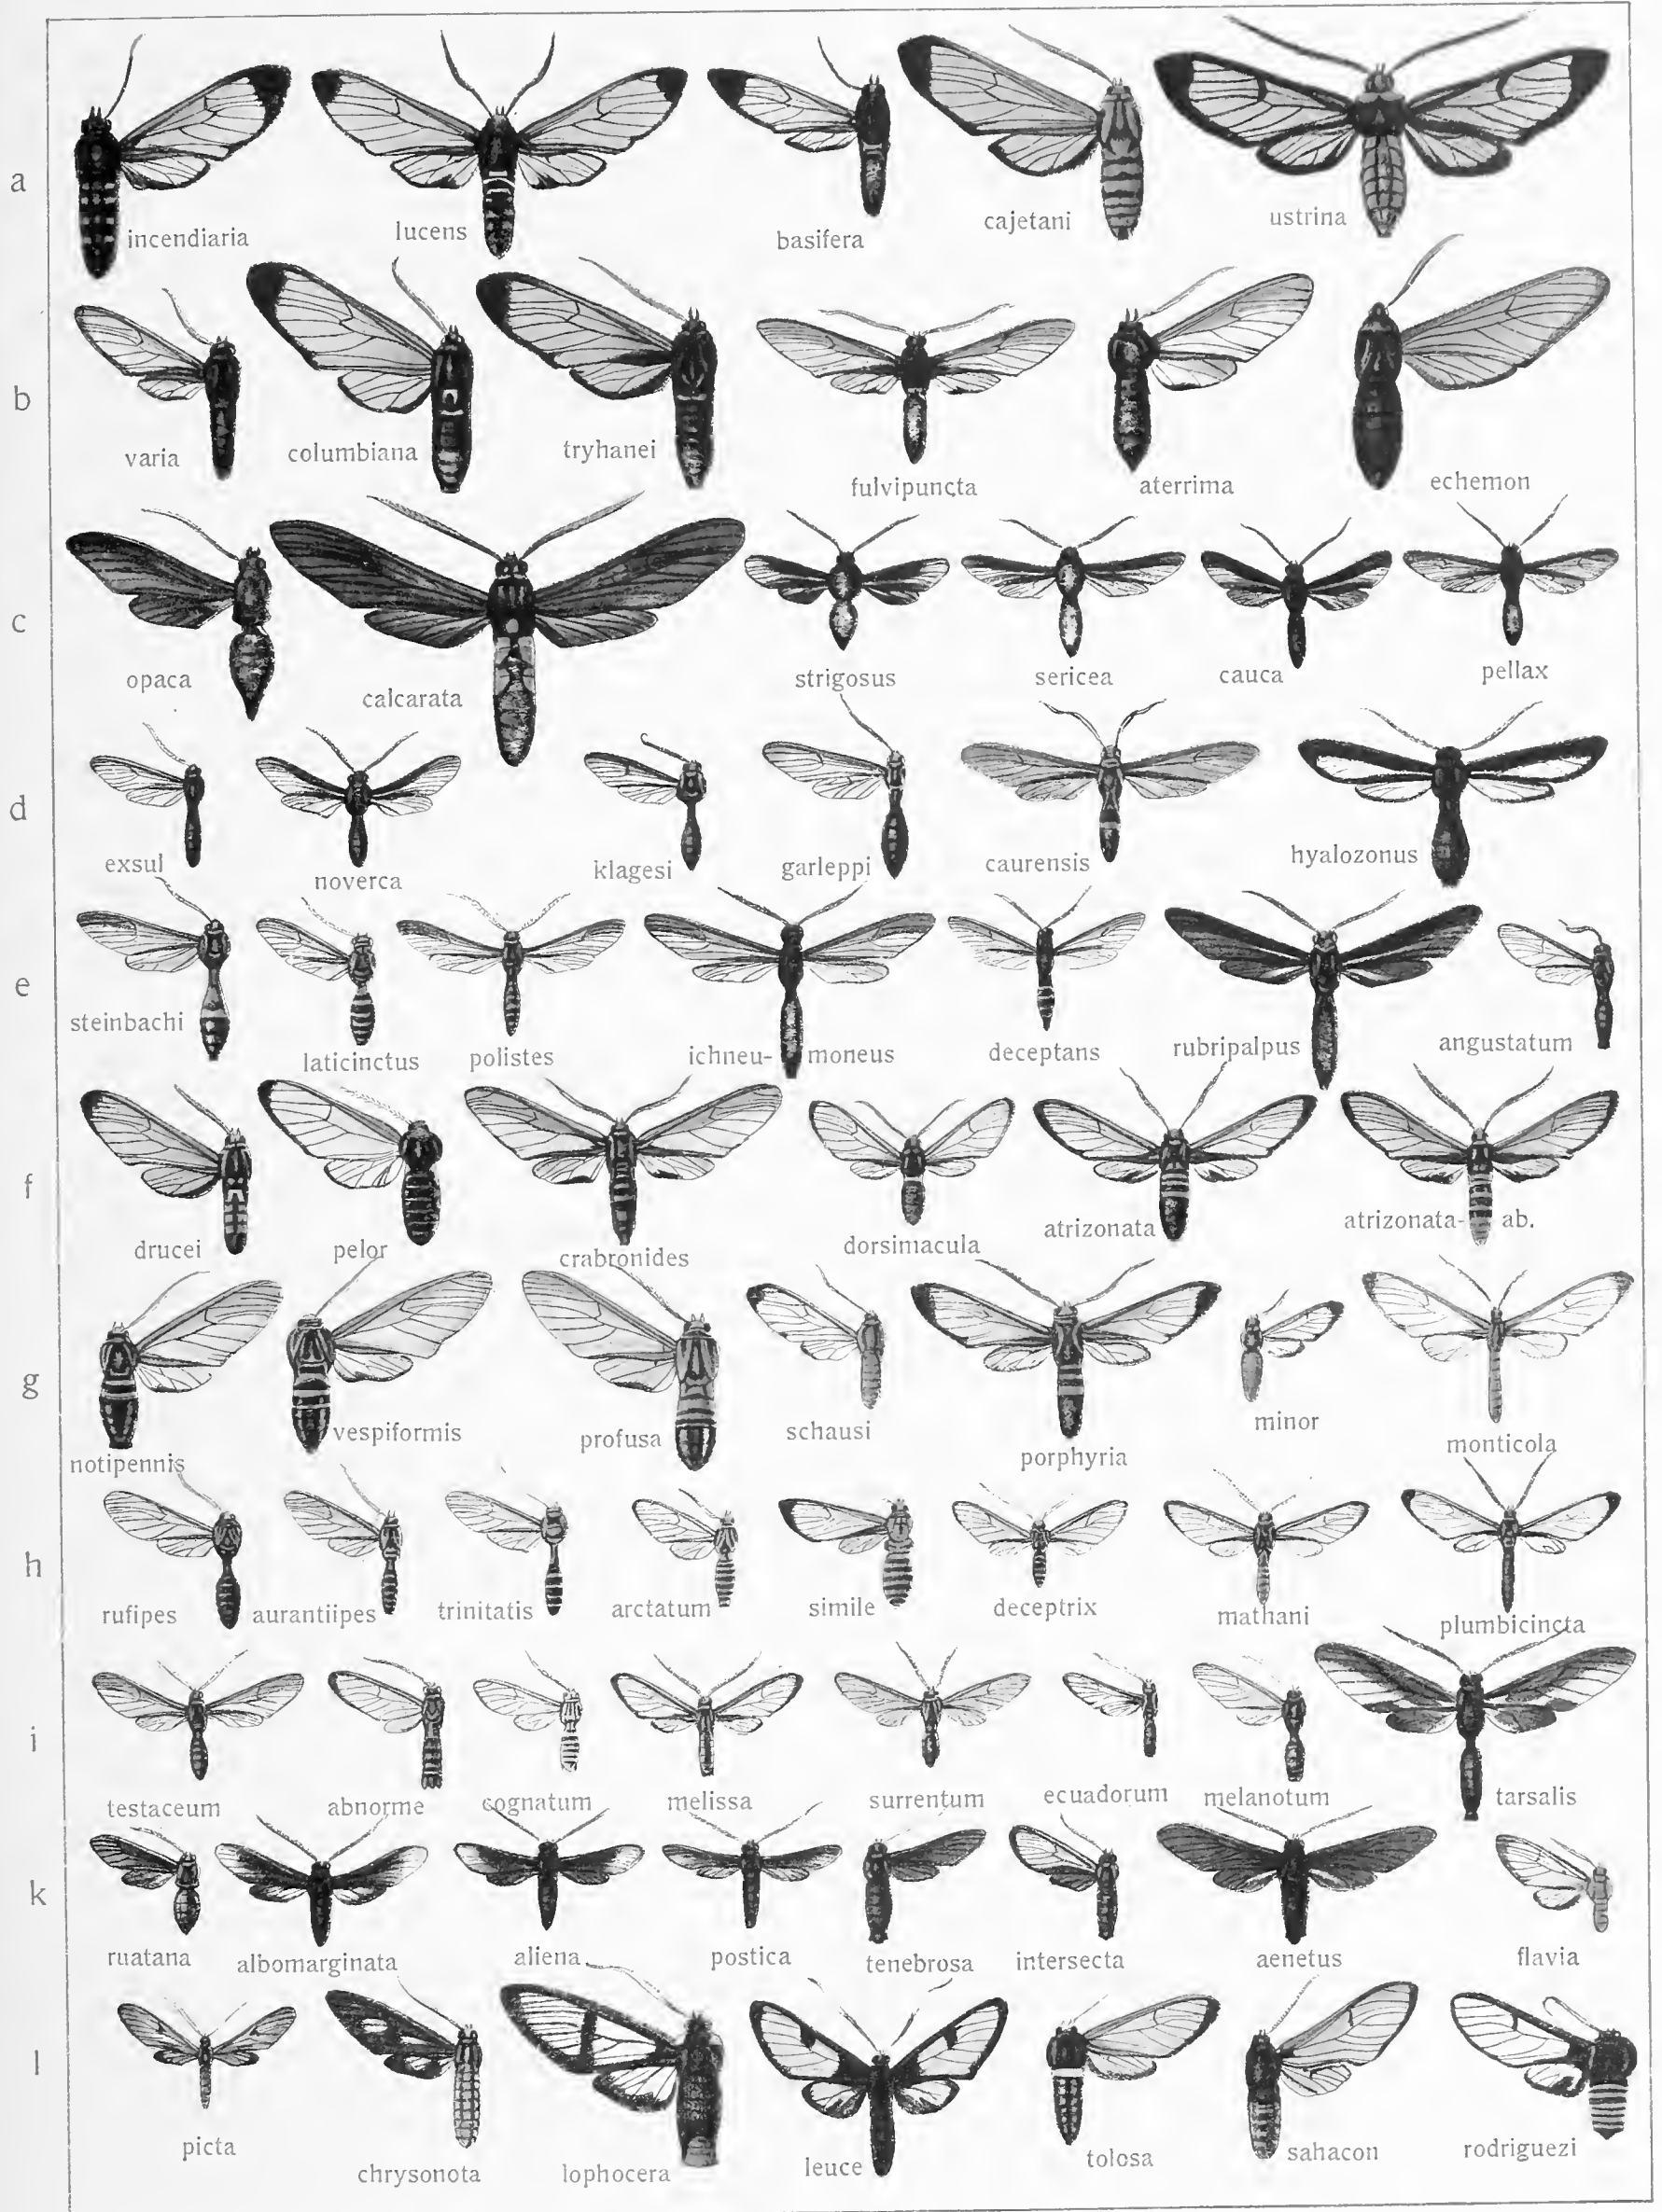 a
incendiaria lucens basifera cajetani ustrina
b
varia columbiana tryhanei fulvipuncta aterrima echemon
c
opaca calcarata strigosus sericea cauca pellax
d
exsul noverca klagesi garleppi caurensis hyalozonus
e
steinbachi laticinctus polistes ichneu- moneus deceptans rubripalpus angustatum
f
drucei pelor crabronides dorsimacula atrizonata atrizonata- ab.
g
notipennis vespiformis profusa schausi porphyria minor monticola
h
rufipes aurantiipes trinitatis arctatum simile deceptrix mathani plumbicincta
i
testaceum abnorme cognatum melissa surrentum ecuadorum melanotum tarsalis
k
ruatana albomarginata aliena postica tenebrosa intersecta aenetus flavia
l
picta chrysonota lophocera leuce tolosa sahacon rodriguezi